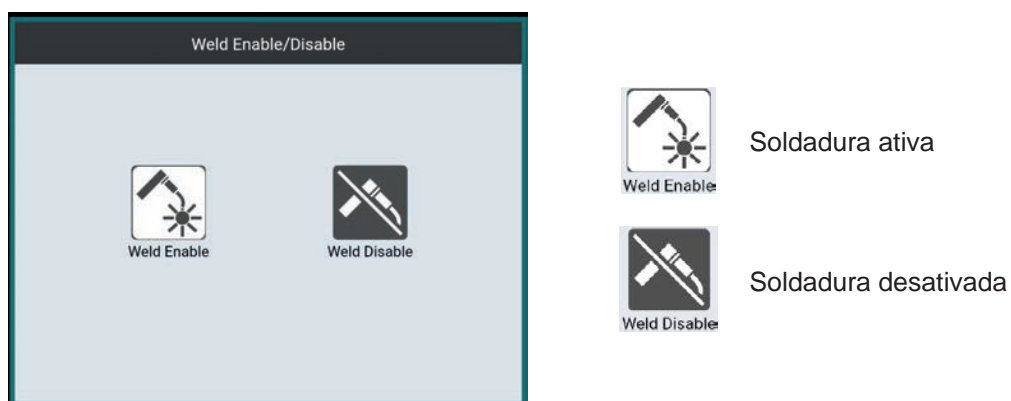 Weld Enable/Disable
Weld Enable
Weld Disable
Weld Enable
Soldadura ativa
Weld Disable
Soldadura desativada